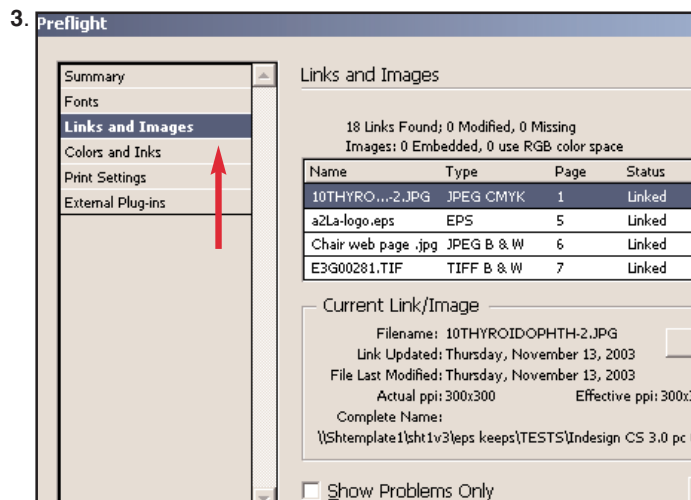 3. Preflight
Summary
Fonts
Links and Images
Colors and Inks
Print Settings
External Plug-ins
Links and Images
18 Links Found; 0 Modified, 0 Missing
Images: 0 Embedded, 0 use RGB color space
Name Type Page Status
10THYRO...-2.JPG JPEG CMYK 1 Linked
a2La-logo.eps EPS 5 Linked
Chair web page .jpg JPEG B & W 6 Linked
E3G00281.TIF TIFF B & W 7 Linked
Current Link/Image
Filename: 10THYROIDOPHTH-2.JPG
Link Updated: Thursday, November 13, 2003
File Last Modified: Thursday, November 13, 2003
Actual ppi: 300x300 Effective ppi: 300x
Complete Name:
\\Shtemplate1\sht1v3\eps keeps\TESTS\Indesign CS 3.0 pc
Show Problems Only